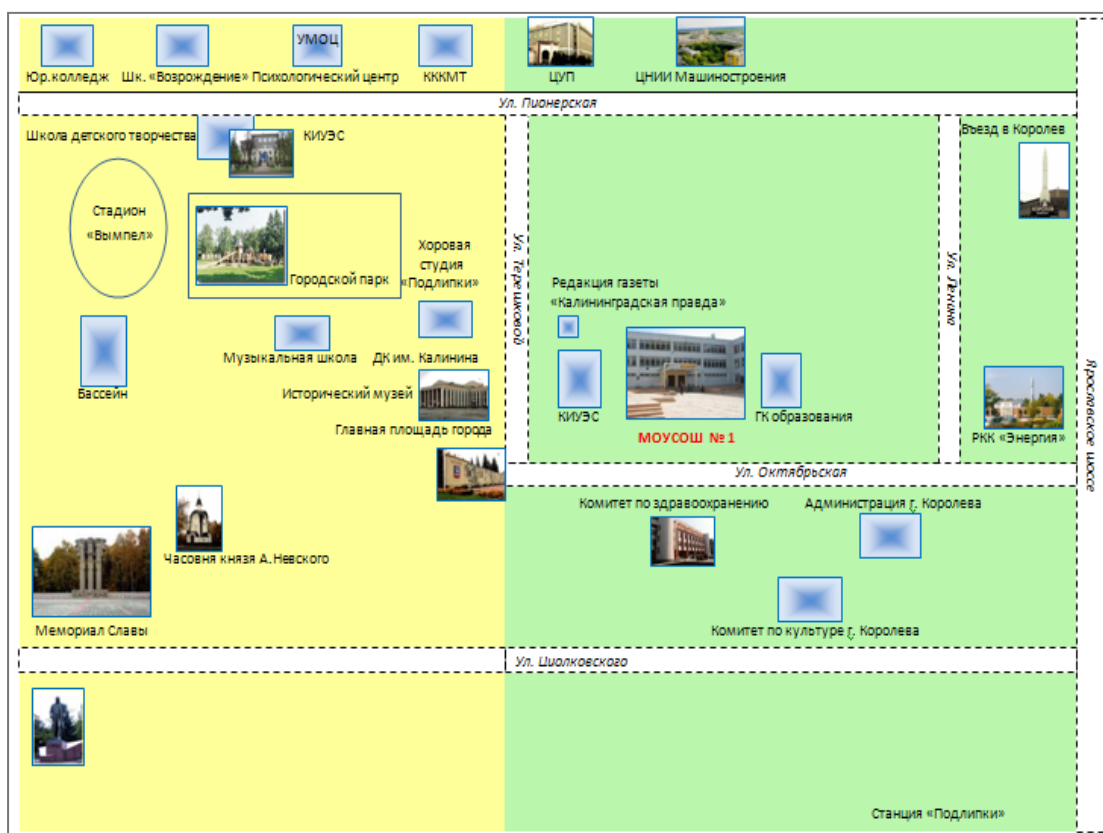 УМОЦ
Юр.колледж
Шк. «Возрождение»
Психологический центр
КККМТ
ЦУП
ЦНИИ Машиностроения
Ул. Пионерская
Школа детского творчества
КИУЭС
Въезд в Королев
Стадион
«Вымпел»
Городской парк
Хоровая
студия
«Подлипки»
Ул. Терешковой
Редакция газеты
«Калининградская правда»
Ул. Ленина
Бассейн
Музыкальная школа
ДК им. Калинина
Исторический музей
Главная площадь города
КИУЭС
МОУСОШ №1
ГК образования
РКК «Энергия»
Ярославское шоссе
Ул. Октябрьская
Комитет по здравоохранению
Администрация г. Королева
Часовня князя А.Невского
Мемориал Славы
Комитет по культуре г. Королева
Ул. Циолковского
Станция «Подлипки»